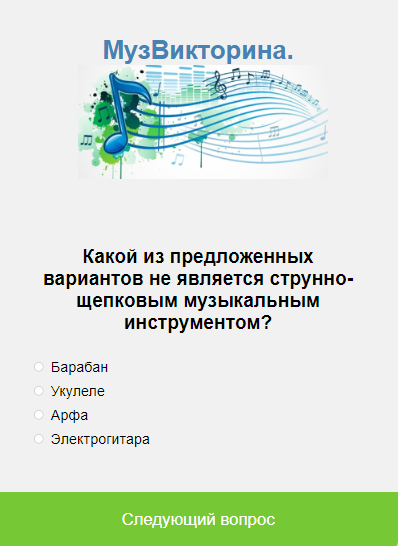 МузВикторина.
Какой из предложенных
вариантов не является струнно-
щепковым музыкальным
инструментом?
Барабан
Укулеле
Арфа
Электрогитара
Следующий вопрос